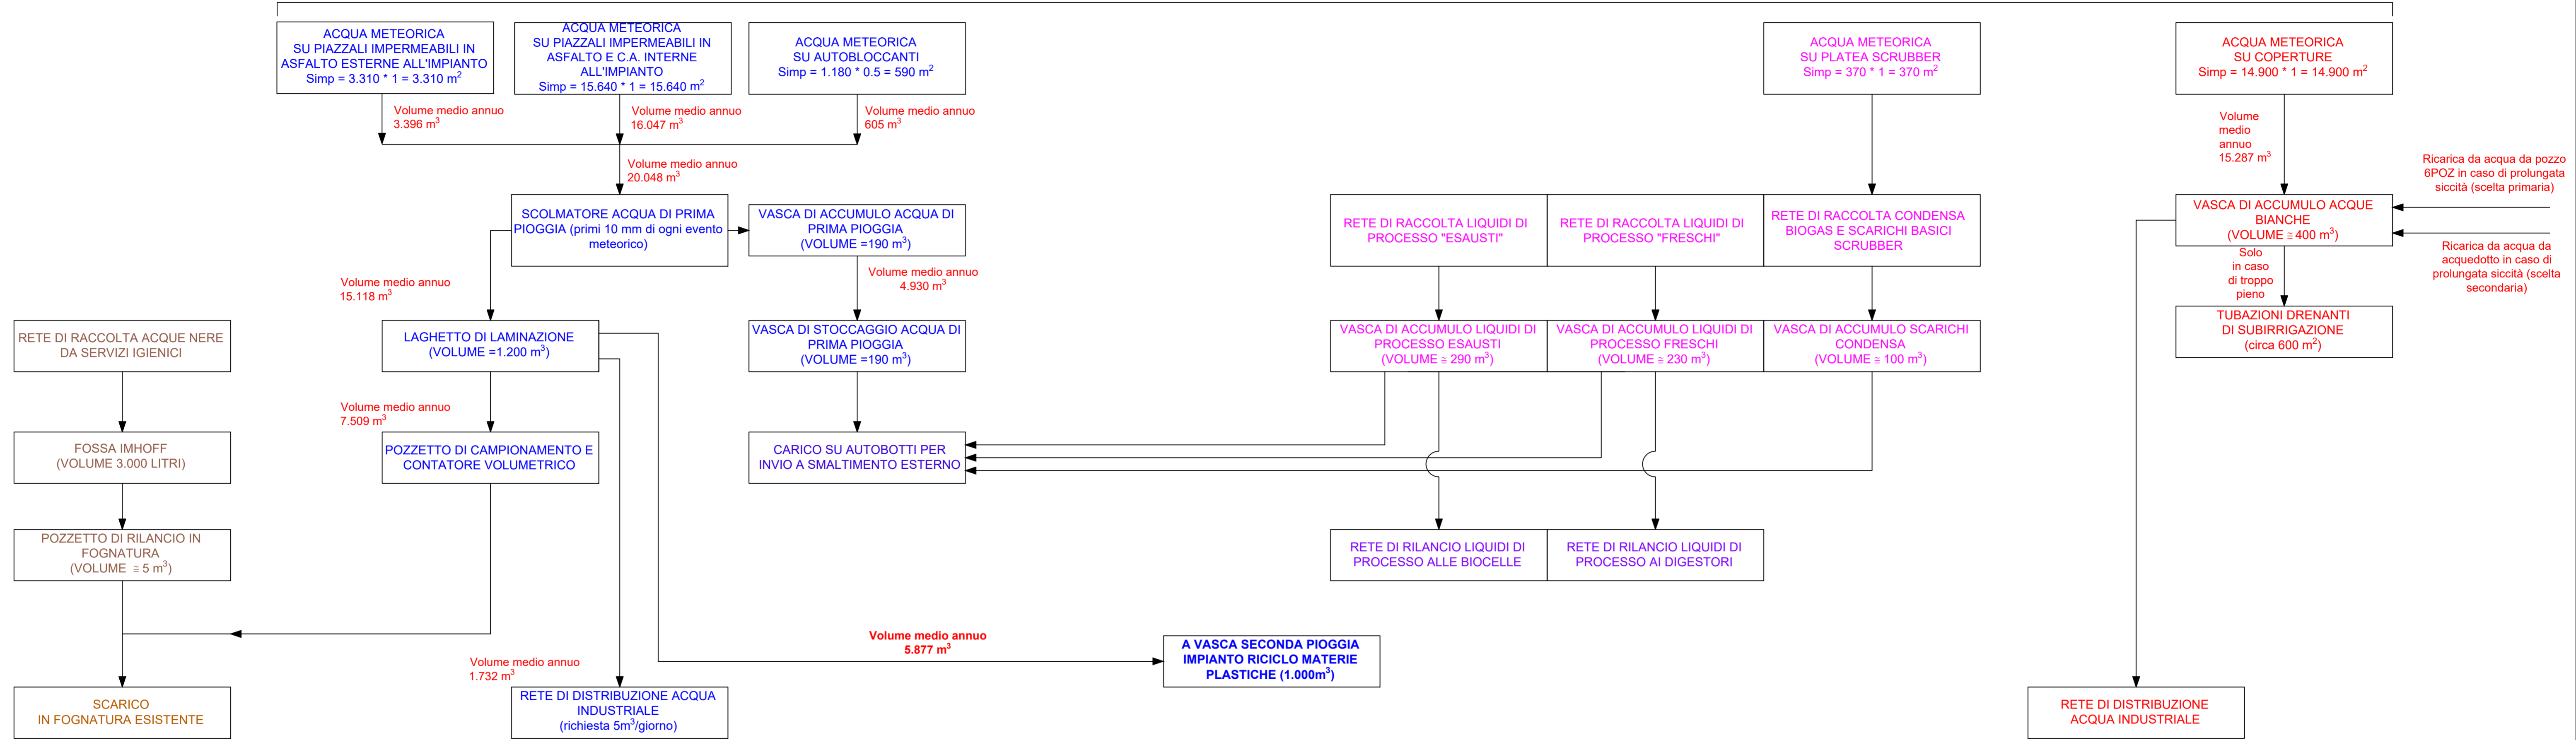 ACQUA METEORICA
SU PIAZZALI IMPERMEABILI IN
ASFALTO ESTERNE ALL'IMPIANTO
Simp = 3.310 * 1 = 3.310 m²
ACQUA METEORICA
SU PIAZZALI IMPERMEABILI IN
ASFALTO E C.A. INTERNE
ALL'IMPIANTO
Simp = 15.640 * 1 = 15.640 m²
ACQUA METEORICA
SU AUTOBLOCCANTI
Simp = 1.180 * 0.5 = 590 m²
ACQUA METEORICA
SU PLATEA SCRUBBER
Simp = 370 * 1 = 370 m²
ACQUA METEORICA
SU COPERTURE
Simp = 14.900 * 1 = 14.900 m²
Volume medio annuo
3.396 m³
Volume medio annuo
16.047 m³
Volume medio annuo
605 m³
Volume
medio
annuo
15.287 m³
Volume medio annuo
20.048 m³
Ricarica da acqua da pozzo
6POZ in caso di prolungata
siccità (scelta primaria)
SCOLMATORE ACQUA DI PRIMA
PIOGGIA (primi 10 mm di ogni evento
meteorico)
VASCA DI ACCUMULO ACQUA DI
PRIMA PIOGGIA
(VOLUME =190 m³)
RETE DI RACCOLTA LIQUIDI DI
PROCESSO "ESAUSTI"
RETE DI RACCOLTA LIQUIDI DI
PROCESSO "FRESCHI"
RETE DI RACCOLTA CONDENSA
BIOGAS E SCARICHI BASICI
SCRUBBER
VASCA DI ACCUMULO ACQUE
BIANCHE
(VOLUME ≅ 400 m³)
Ricarica da acqua da
acquedotto in caso di
prolungata siccità (scelta
secondaria)
Solo
in caso
di troppo
pieno
Volume medio annuo
15.118 m³
Volume medio annuo
4.930 m³
RETE DI RACCOLTA ACQUE NERE
DA SERVIZI IGIENICI
LAGHETTO DI LAMINAZIONE
(VOLUME =1.200 m³)
VASCA DI STOCCAGGIO ACQUA DI
PRIMA PIOGGIA
(VOLUME =190 m³)
VASCA DI ACCUMULO LIQUIDI DI
PROCESSO ESAUSTI
(VOLUME ≅ 290 m³)
VASCA DI ACCUMULO LIQUIDI DI
PROCESSO FRESCHI
(VOLUME ≅ 230 m³)
VASCA DI ACCUMULO SCARICHI
CONDENSA
(VOLUME ≅ 100 m³)
TUBAZIONI DRENANTI
DI SUBIRRIGAZIONE
(circa 600 m²)
Volume medio annuo
7.509 m³
FOSSA IMHOFF
(VOLUME 3.000 LITRI)
POZZETTO DI CAMPIONAMENTO E
CONTATORE VOLUMETRICO
CARICO SU AUTOBOTTI PER
INVIO A SMALTIMENTO ESTERNO
POZZETTO DI RILANCIO IN
FOGNATURA
(VOLUME ≅ 5 m³)
RETE DI RILANCIO LIQUIDI DI
PROCESSO ALLE BIOCELLE
RETE DI RILANCIO LIQUIDI DI
PROCESSO AI DIGESTORI
Volume medio annuo
5.877 m³
A VASCA SECONDA PIOGGIA
IMPIANTO RICICLO MATERIE
PLASTICHE (1.000m³)
Volume medio annuo
1.732 m³
SCARICO
IN FOGNATURA ESISTENTE
RETE DI DISTRIBUZIONE ACQUA
INDUSTRIALE
(richiesta 5m³/giorno)
RETE DI DISTRIBUZIONE
ACQUA INDUSTRIALE